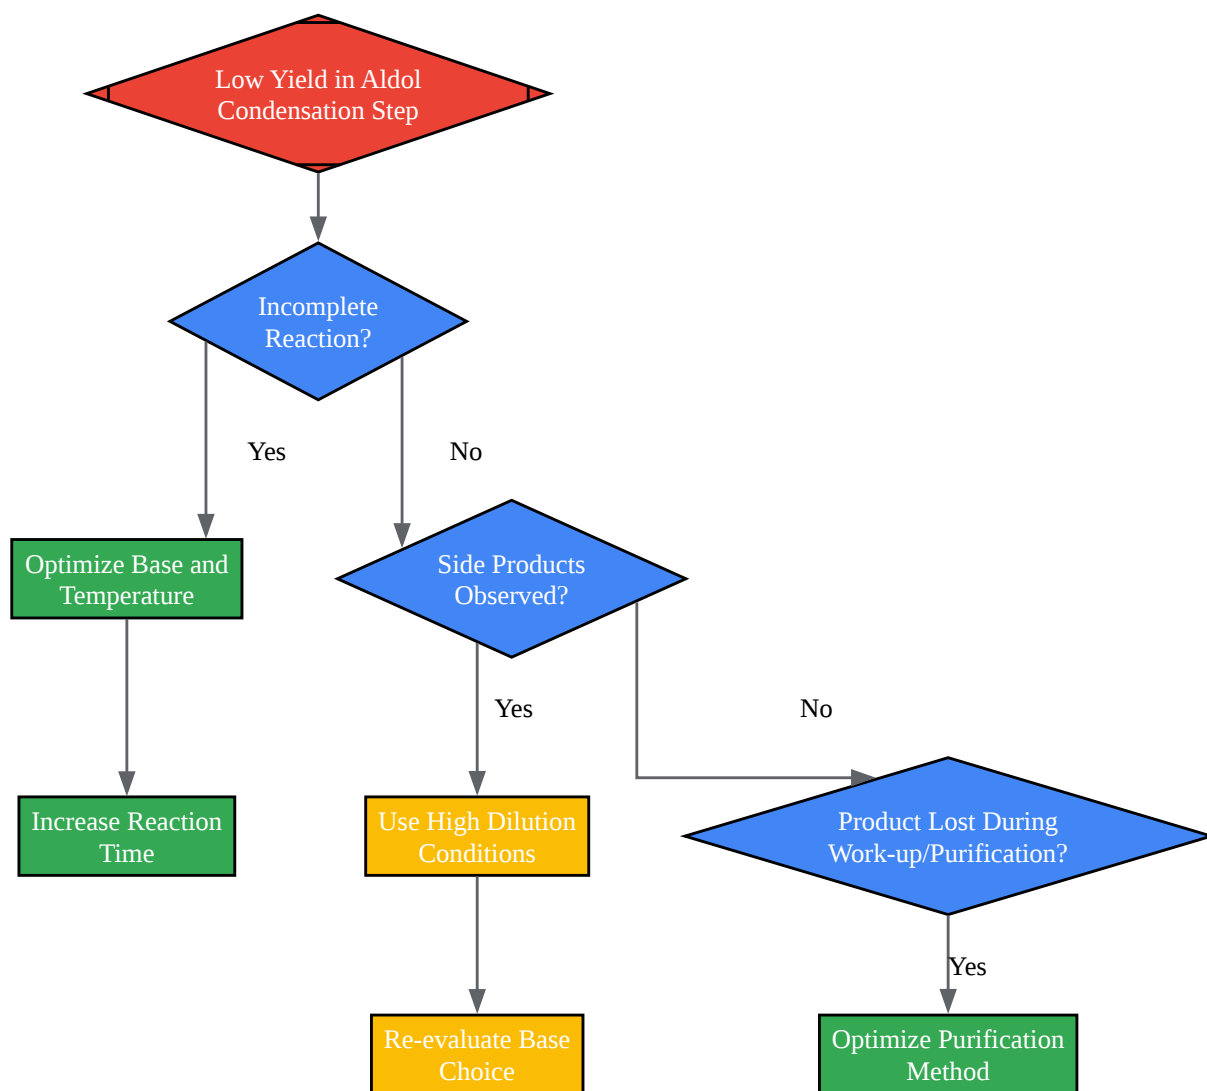 Low Yield in Aldol
Condensation Step
Incomplete
Reaction?
Yes
No
Optimize Base and
Temperature
Side Products
Observed?
Yes
No
Increase Reaction
Time
Use High Dilution
Conditions
Product Lost During
Work-up/Purification?
Yes
Re-evaluate Base
Choice
Optimize Purification
Method